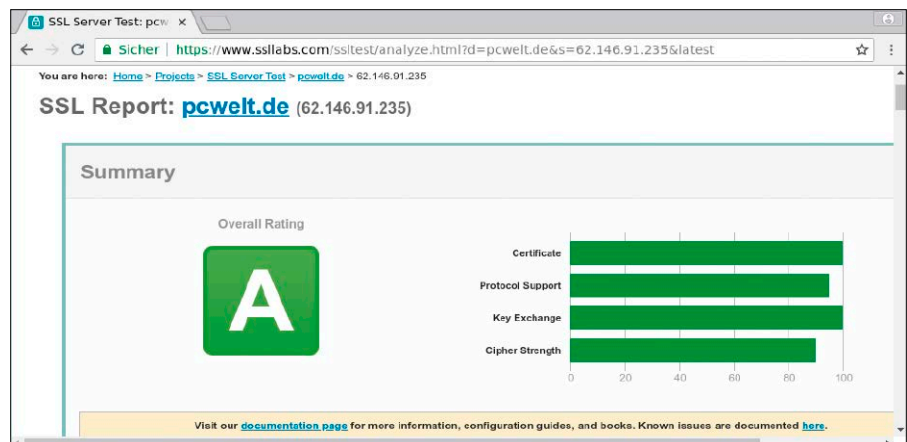 SSL Server Test: pcw
Sicher | https://www.ssllabs.com/ssltest/analyze.html?d=pcwelt.de&s=62.146.91.235&latest
You are here: Home > Projects > SSL Server Test > pcwelt.de > 62.146.91.235
SSL Report: pcwelt.de (62.146.91.235)
Summary
Overall Rating
A
Certificate
Protocol Support
Key Exchange
Cipher Strength
0 20 40 60 80 100
Visit our documentation page for more information, configuration guides, and books. Known issues are documented here.